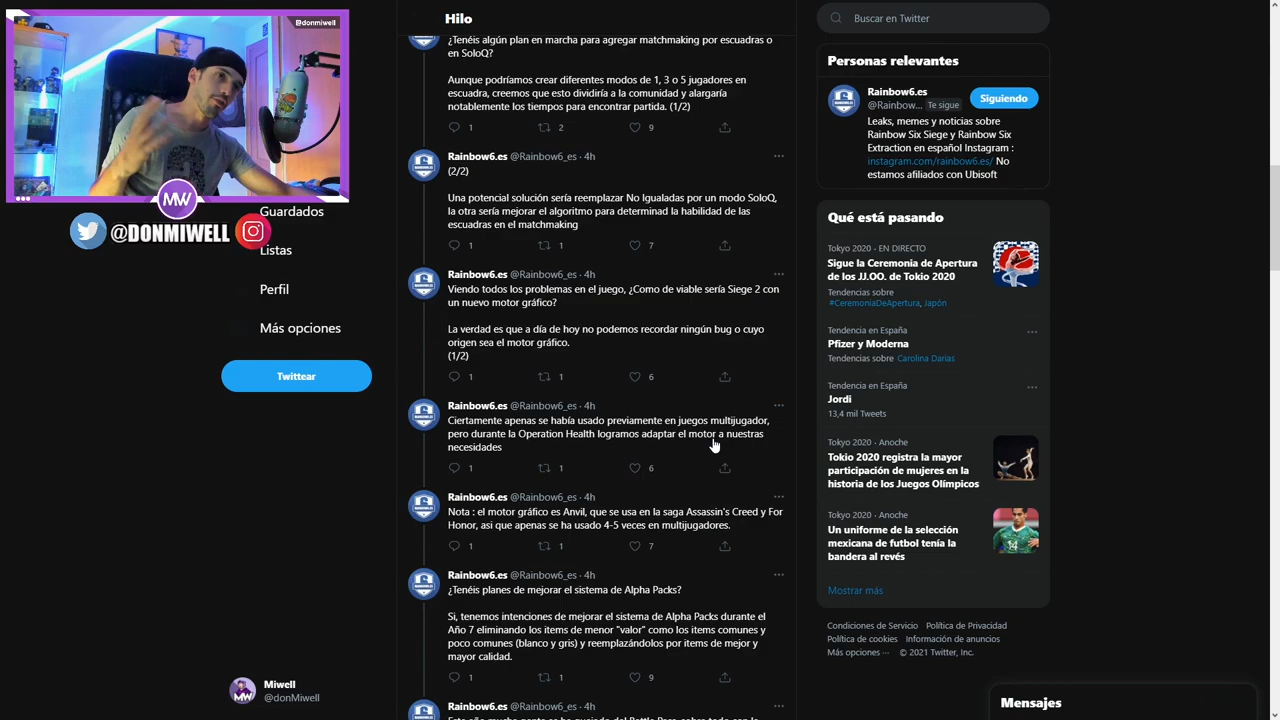 @donmiwell
MW
@DONMIWELL
Guardados
Listas
Perfil
Más opciones
Twittear
Miwell
@donMiwell
Hilo
¿Tenéis algún plan en marcha para agregar matchmaking por escuadras o
en SoloQ?
Aunque podríamos crear diferentes modos de 1, 3 o 5 jugadores en
escuadra, creemos que esto dividiría a la comunidad y alargaría
notablemente los tiempos para encontrar partida. (1/2)
1 2 9
Rainbow6.es @Rainbow6_es · 4h
(2/2)
Una potencial solución sería reemplazar No Igualadas por un modo SoloQ,
la otra sería mejorar el algoritmo para determinad la habilidad de las
escuadras en el matchmaking
1 1 7
Rainbow6.es @Rainbow6_es · 4h
Viendo todos los problemas en el juego, ¿Como de viable sería Siege 2 con
un nuevo motor gráfico?
La verdad es que a día de hoy no podemos recordar ningún bug o cuyo
origen sea el motor gráfico.
(1/2)
1 1 6
Rainbow6.es @Rainbow6_es · 4h
Ciertamente apenas se había usado previamente en juegos multijugador,
pero durante la Operation Health logramos adaptar el motor a nuestras
necesidades
1 1 6
Rainbow6.es @Rainbow6_es · 4h
Nota : el motor gráfico es Anvil, que se usa en la saga Assassin's Creed y For
Honor, asi que apenas se ha usado 4-5 veces en multijugadores.
1 1 7
Rainbow6.es @Rainbow6_es · 4h
¿Tenéis planes de mejorar el sistema de Alpha Packs?
Si, tenemos intenciones de mejorar el sistema de Alpha Packs durante el
Año 7 eliminando los items de menor "valor" como los items comunes y
poco comunes (blanco y gris) y reemplazándolos por items de mejor y
mayor calidad.
1 1 9
Rainbow6.es @Rainbow6_es · 4h
Buscar en Twitter
Personas relevantes
Rainbow6.es
@Rainbow... Te sigue
Siguiendo
Leaks, memes y noticias sobre
Rainbow Six Siege y Rainbow Six
Extraction en español Instagram :
instagram.com/rainbow6.es/ No
estamos afiliados con Ubisoft
Qué está pasando
Tokyo 2020 · EN DIRECTO
Sigue la Ceremonia de Apertura
de los JJ.OO. de Tokio 2020
Tendencias sobre
#CeremoniaDeApertura, Japón
Tendencia en España
Pfizer y Moderna
Tendencias sobre Carolina Darias
Tendencia en España
Jordi
13,4 mil Tweets
Tokyo 2020 · Anoche
Tokio 2020 registra la mayor
participación de mujeres en la
historia de los Juegos Olímpicos
Tokyo 2020 · Anoche
Un uniforme de la selección
mexicana de futbol tenía la
bandera al revés
Mostrar más
Condiciones de Servicio Política de Privacidad
Política de cookies Información de anuncios
Más opciones ··· © 2021 Twitter, Inc.
Mensajes